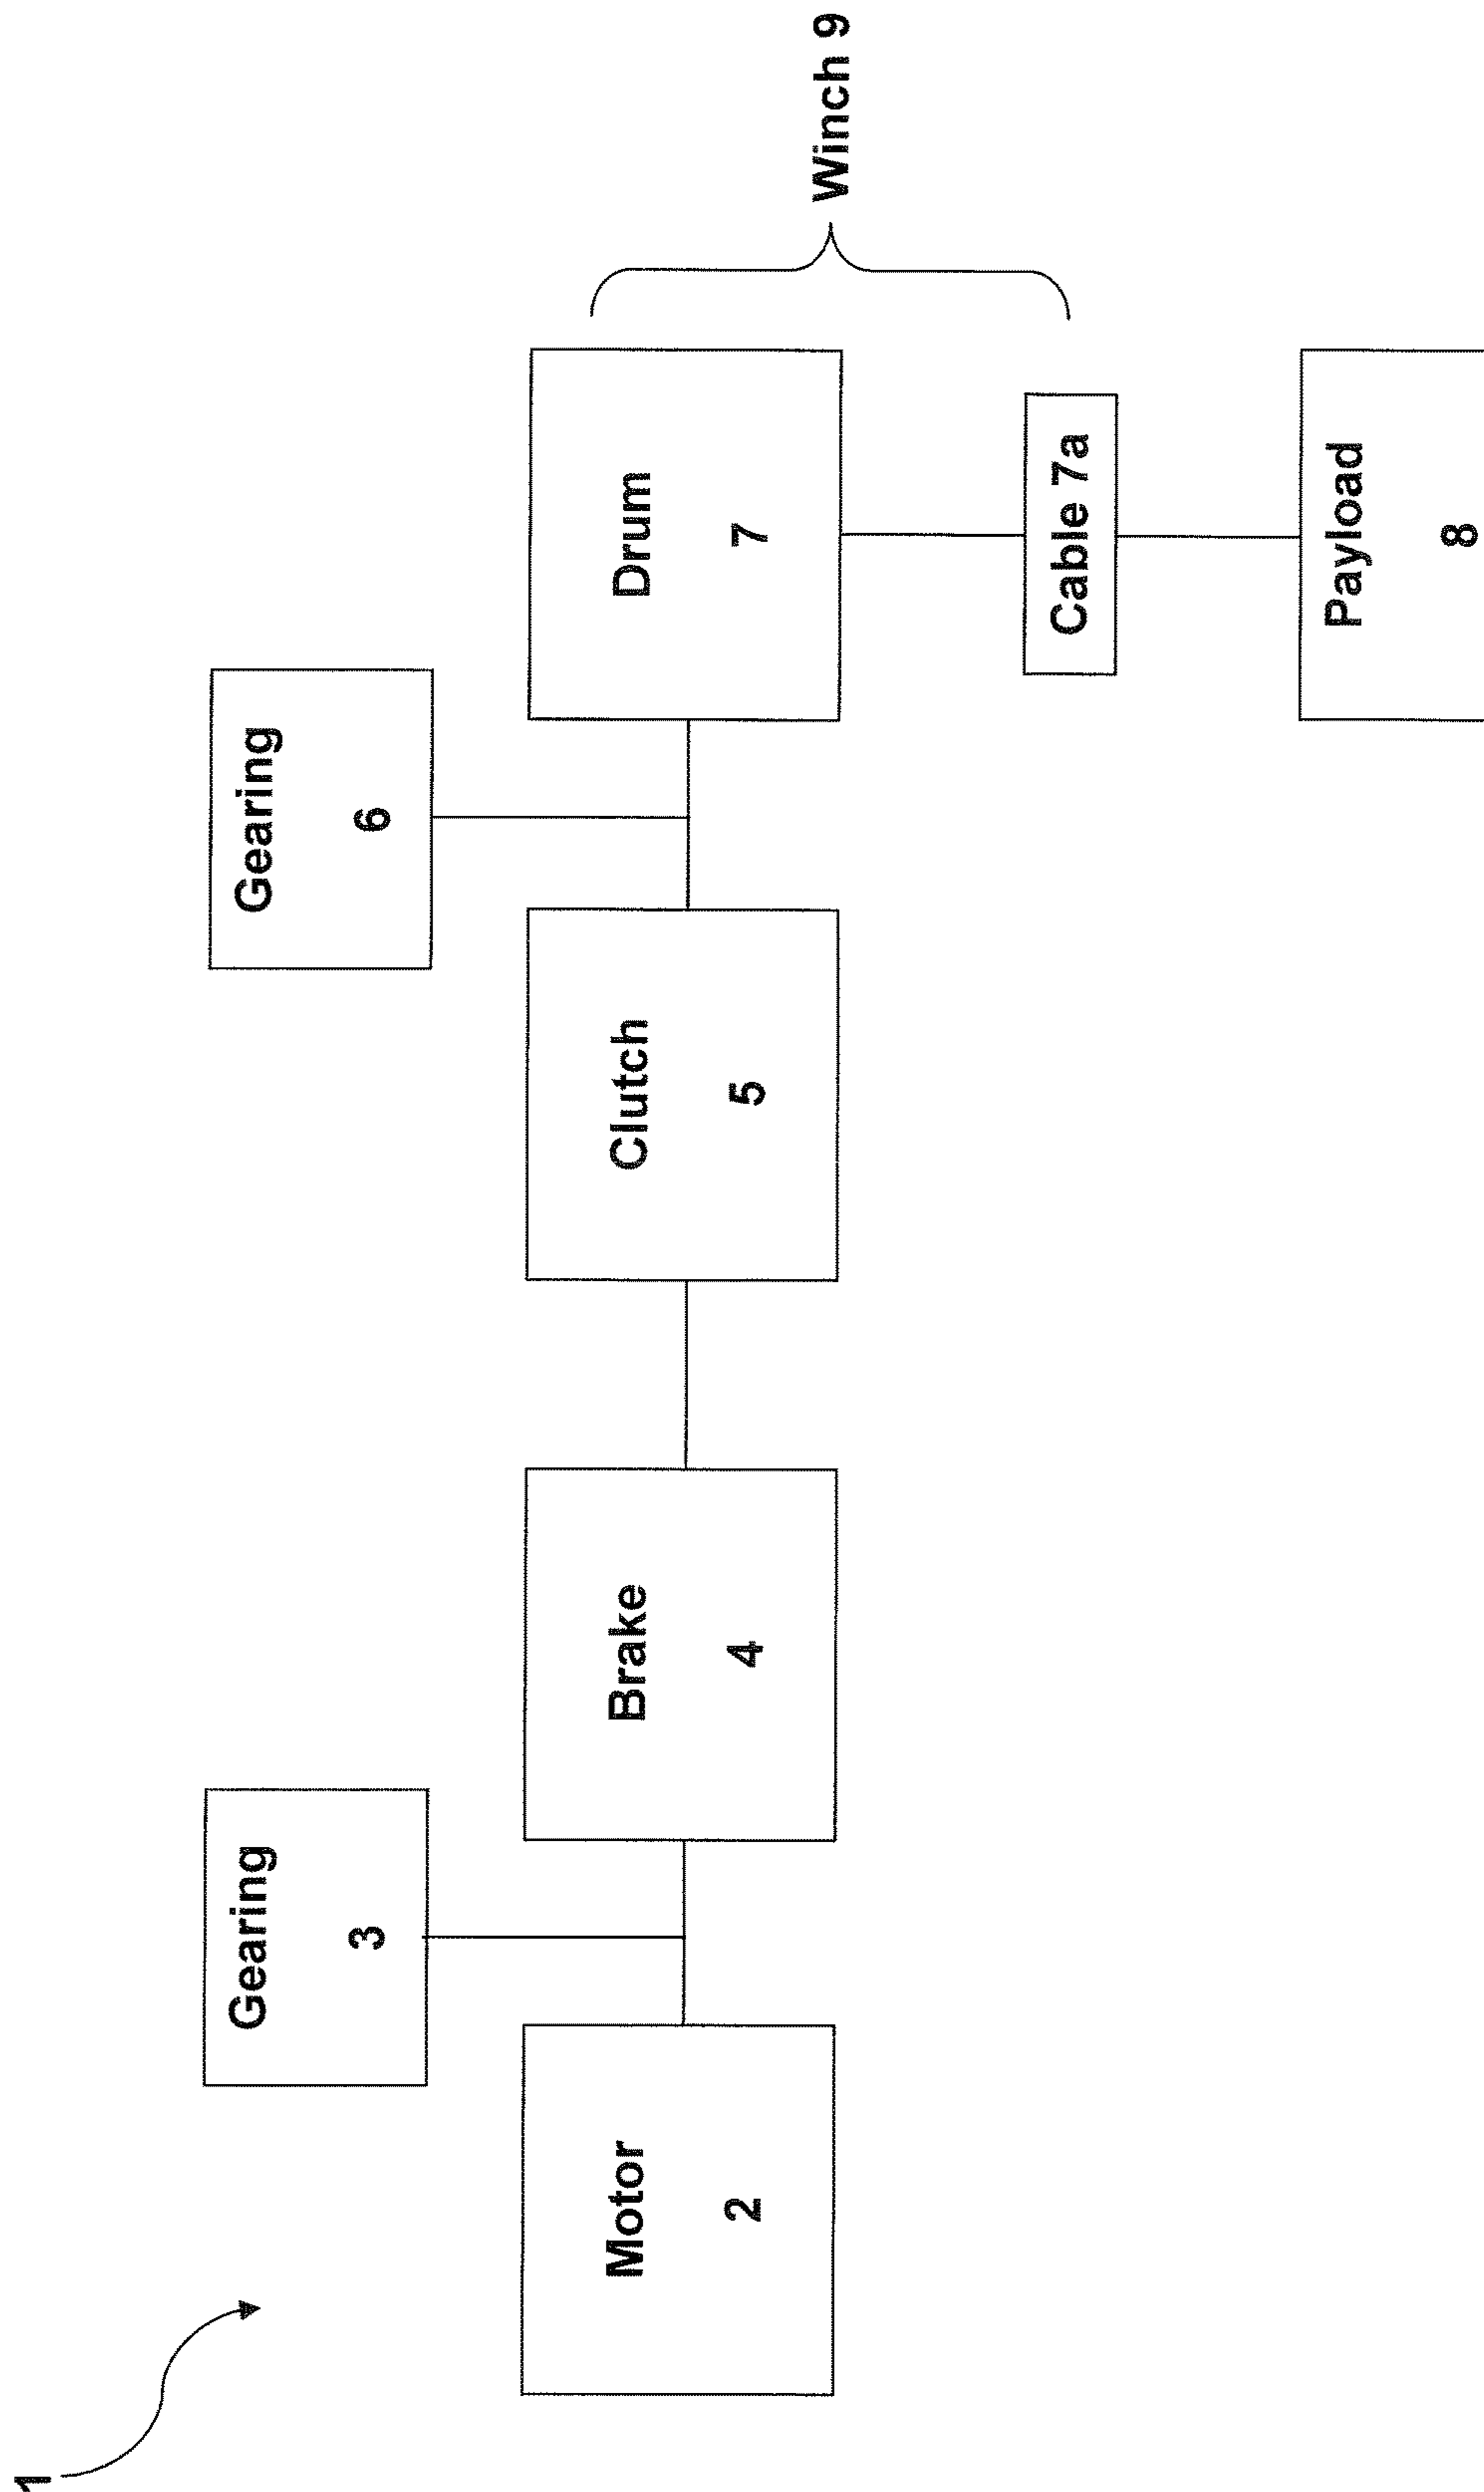 1
Gearing
3
Gearing
6
Motor
2
Brake
4
Clutch
5
Drum
7
Winch 9
Cable 7a
Payload
8